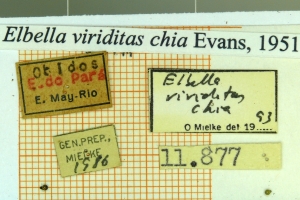 Elbella viriditas chia Evans, 1951
Obidos
E.do Pará
E. May-Rio
Elbella
viriditas
chia
93
O Mielke det 19.....
GEN.PREP.,
MIELKE
1986
11.877